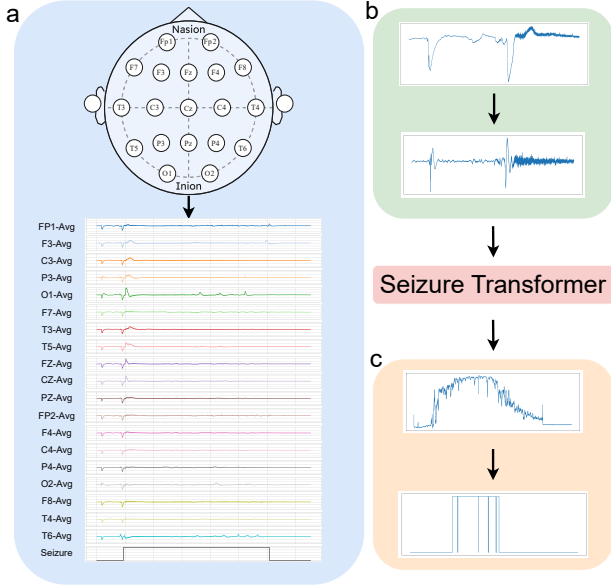 a
Nasion
Fp1 Fp2
F7 F3 Fz F4 F8
T3 C3 Cz C4 T4
T5 P3 Pz P4 T6
O1 O2
Inion
FP1-Avg
F3-Avg
C3-Avg
P3-Avg
O1-Avg
F7-Avg
T3-Avg
T5-Avg
FZ-Avg
CZ-Avg
PZ-Avg
FP2-Avg
F4-Avg
C4-Avg
P4-Avg
O2-Avg
F8-Avg
T4-Avg
T6-Avg
Seizure
b
Seizure Transformer
c